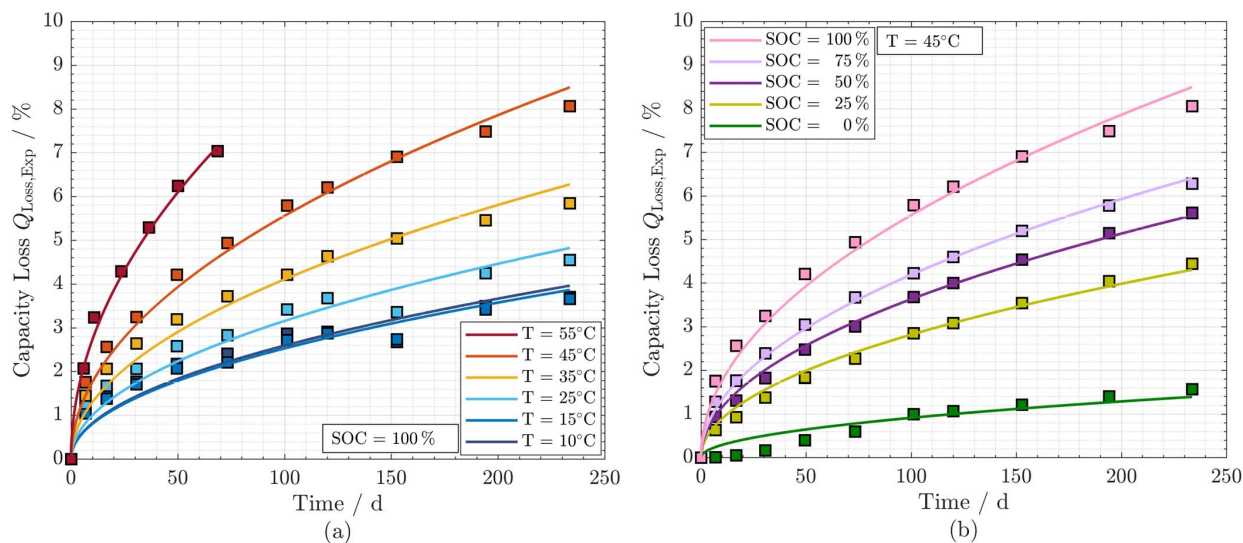 10
9
8
7
6
5
4
3
2
1
0
Capacity Loss Q_Loss,Exp / %
T = 55°C
T = 45°C
T = 35°C
T = 25°C
T = 15°C
T = 10°C
SOC = 100 %
0 50 100 150 200 250
Time / d
(a)
10
9
8
7
6
5
4
3
2
1
0
Capacity Loss Q_Loss,Exp / %
SOC = 100 %
SOC = 75 %
SOC = 50 %
SOC = 25 %
SOC = 0 %
T = 45°C
0 50 100 150 200 250
Time / d
(b)